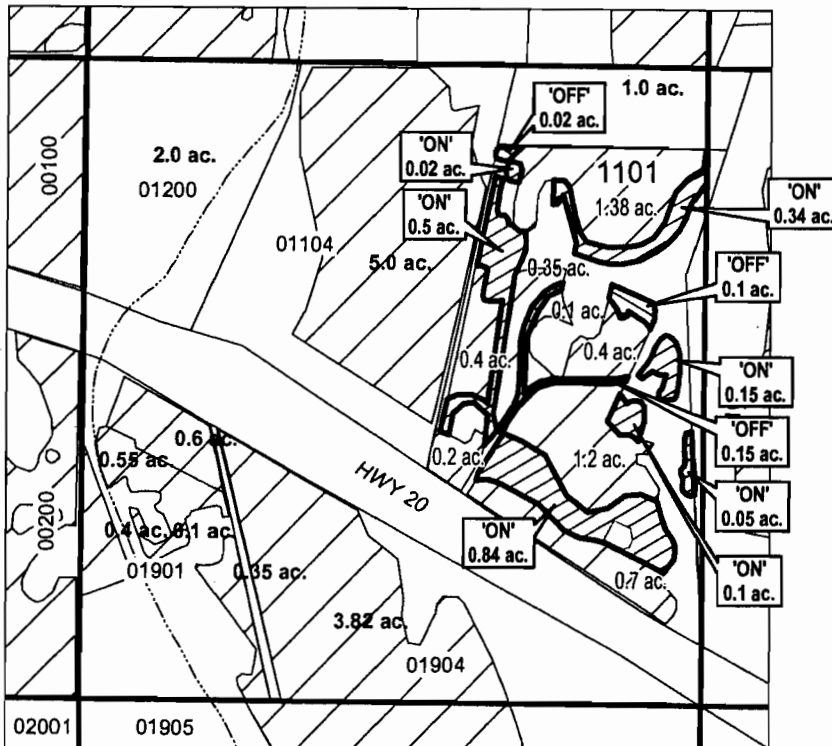 1.0 ac.
'OFF'
0.02 ac.
'ON'
0.02 ac.
00100
2.0 ac.
01200
1101
1.38 ac.
'ON'
0.34 ac.
'ON'
0.5 ac.
01104
5.0 ac.
0.35 ac.
'OFF'
0.1 ac.
0.1 ac.
0.4 ac.
0.4 ac.
'ON'
0.15 ac.
'OFF'
0.15 ac.
0.6 ac.
0.55 ac.
0.2 ac.
1.2 ac.
HWY 20
'ON'
0.05 ac.
00200
0.4 ac.
0.1 ac.
'ON'
0.84 ac.
01901
0.35 ac.
0.7 ac.
'ON'
0.1 ac.
3.82 ac.
01904
02001
01905